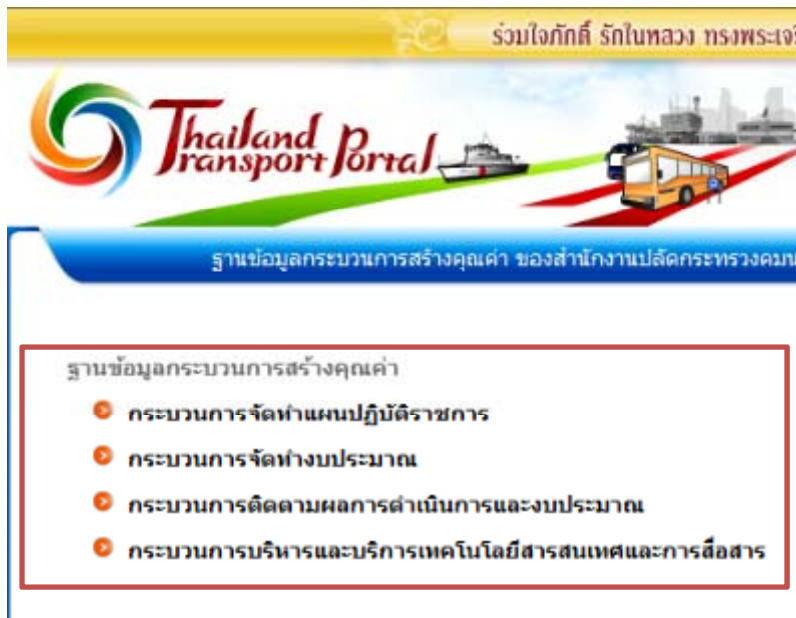 ร่วมใจภักดิ์ รักในหลวง ทรงพระเจริ
Thailand
Transport Portal
ฐานข้อมูลกระบวนการสร้างคุณค่า ของสำนักงานปลัดกระทรวงคมน
ฐานข้อมูลกระบวนการสร้างคุณค่า
กระบวนการจัดทำแผนปฏิบัติราชการ
กระบวนการจัดทำงบประมาณ
กระบวนการติดตามผลการดำเนินการและงบประมาณ
กระบวนการบริหารและบริการเทคโนโลยีสารสนเทศและการสื่อสาร